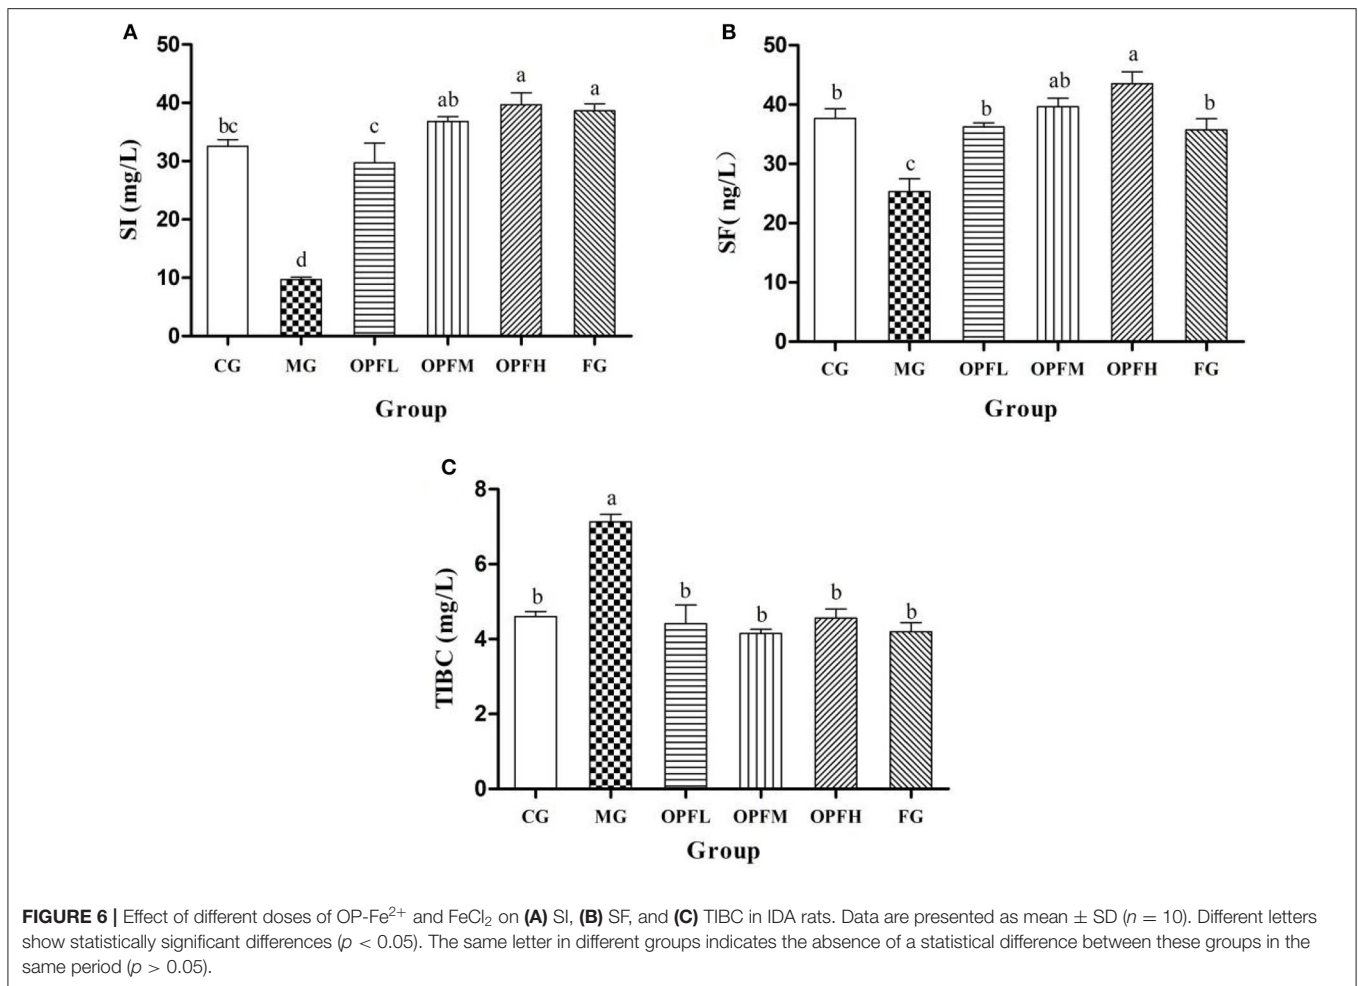 A
50
40
30
20
10
0
SI (mg/L)
bc
d
c
ab
a
a
CG MG OPFL OPFM OPFH FG
Group
B
50
40
30
20
10
0
SF( ng/L)
b
c
b
ab
a
b
CG MG OPFL OPFM OPFH FG
Group
C
8
6
4
2
0
TIBC (mg/L)
b
a
b
b
b
b
CG MG OPFL OPFM OPFH FG
Group
FIGURE 6 | Effect of different doses of OP-Fe²⁺ and FeCl₂ on (A) SI, (B) SF, and (C) TIBC in IDA rats. Data are presented as mean ± SD (n = 10). Different letters
show statistically significant differences (p < 0.05). The same letter in different groups indicates the absence of a statistical difference between these groups in the
same period (p > 0.05).